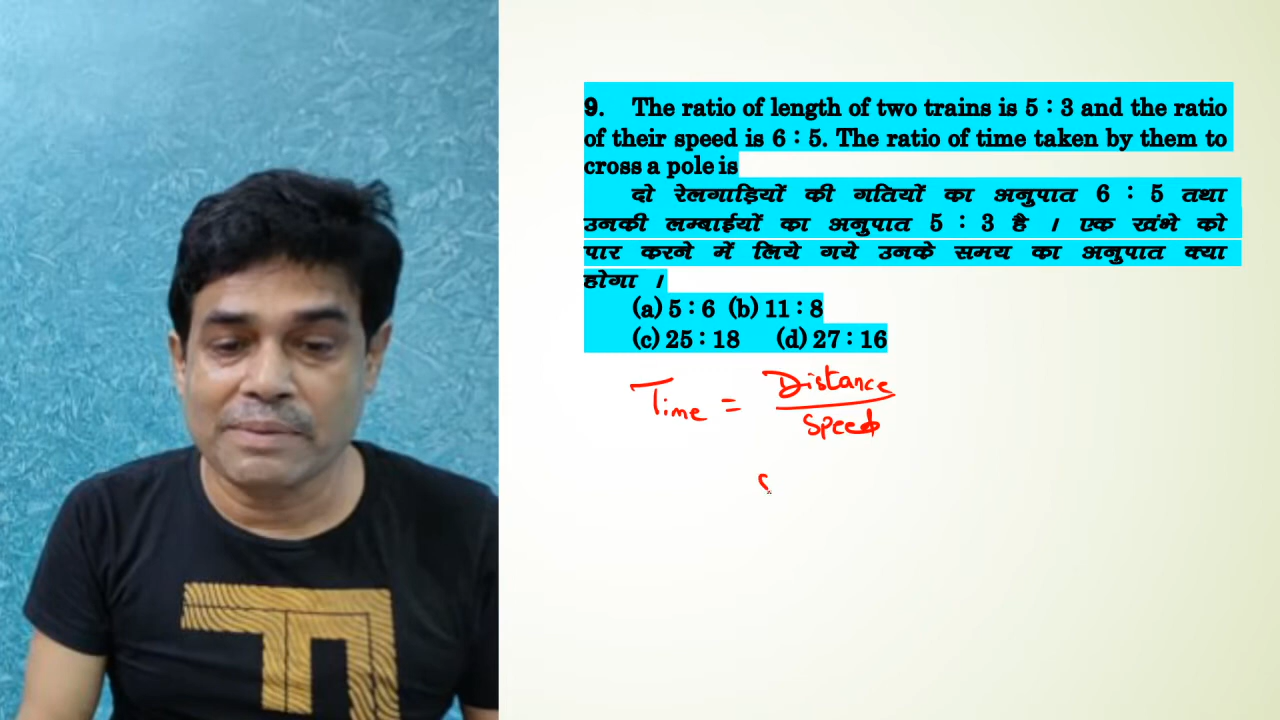 9. The ratio of length of two trains is 5 : 3 and the ratio
of their speed is 6 : 5. The ratio of time taken by them to
cross a pole is
दो रेलगाड़ियों की गतियों का अनुपात 6 : 5 तथा
उनकी लम्बाईयों का अनुपात 5 : 3 है । एक खंभे को
पार करने में लिये गये उनके समय का अनुपात क्या
होगा ।
(a) 5 : 6 (b) 11 : 8
(c) 25 : 18 (d) 27 : 16
Time = Distance
Speed